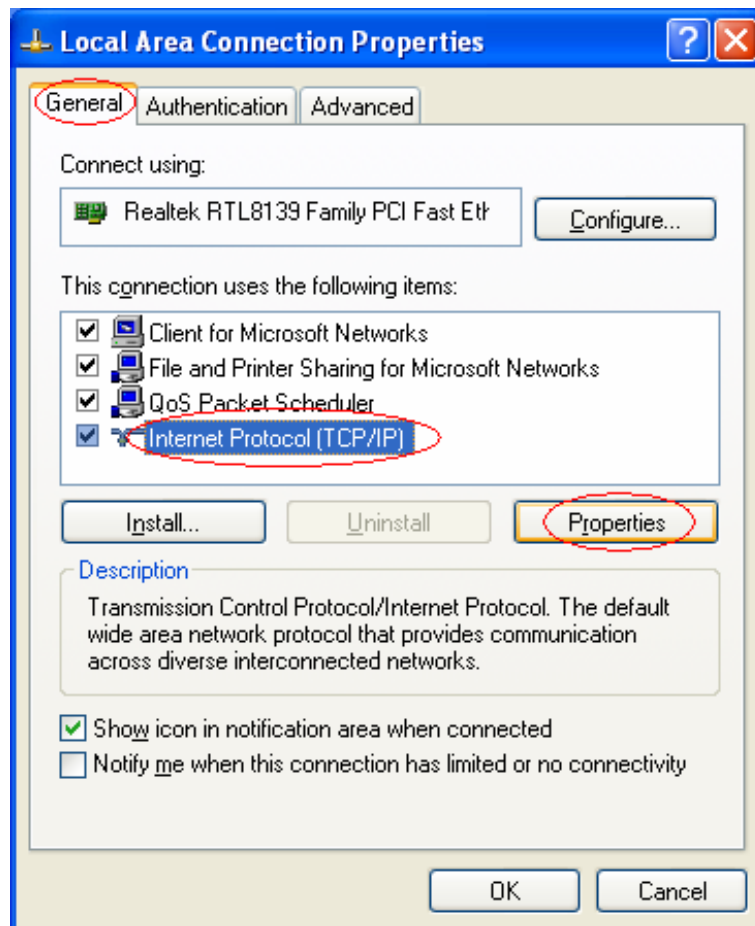 Local Area Connection Properties
General Authentication Advanced
Connect using:
Realtek RTL8139 Family PCI Fast Eth
Configure...
This connection uses the following items:
Client for Microsoft Networks
File and Printer Sharing for Microsoft Networks
QoS Packet Scheduler
Internet Protocol (TCP/IP)
Install... Uninstall Properties
Description
Transmission Control Protocol/Internet Protocol. The default
wide area network protocol that provides communication
across diverse interconnected networks.
Show icon in notification area when connected
Notify me when this connection has limited or no connectivity
OK Cancel